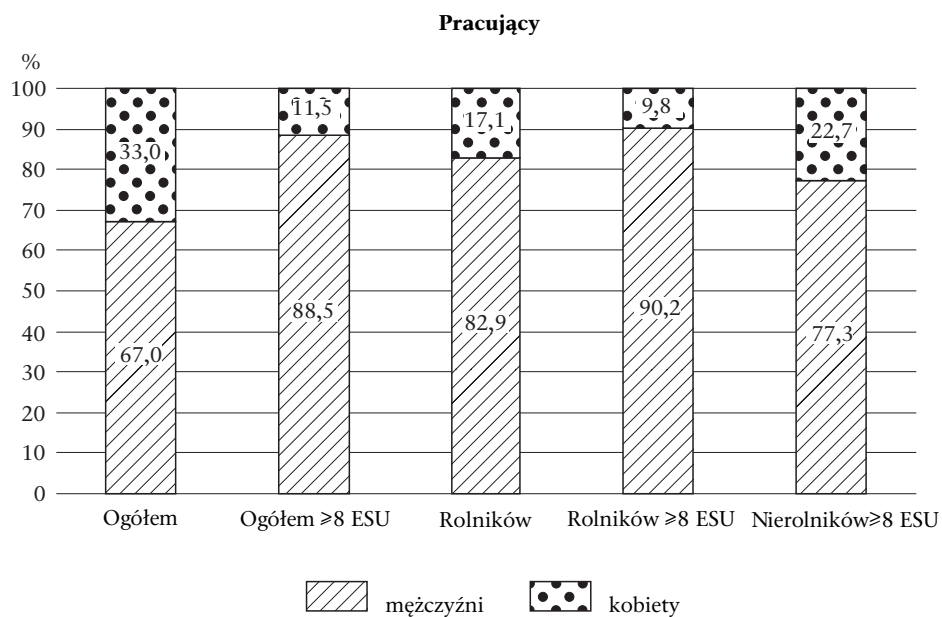 Pracujący
%
100
90
80
70
60
50
40
30
20
10
0
33,0
67,0
11,5
88,5
17,1
82,9
9,8
90,2
22,7
77,3
Ogółem
Ogółem ≥8 ESU
Rolników
Rolników ≥8 ESU
Nierolników≥8 ESU
mężczyźni
kobiety